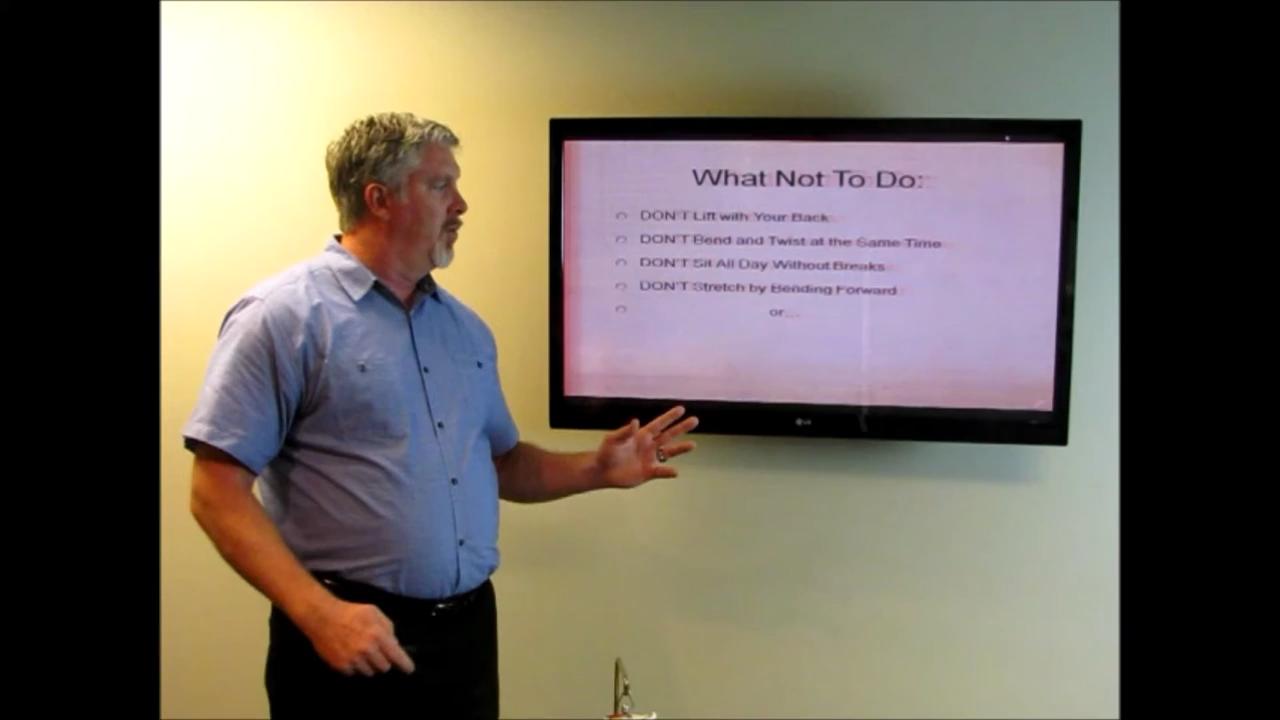 What Not To Do:
DON'T Lift with Your Back
DON'T Bend and Twist at the Same Time
DON'T Sit All Day Without Breaks
DON'T Stretch by Bending Forward
or...
LG